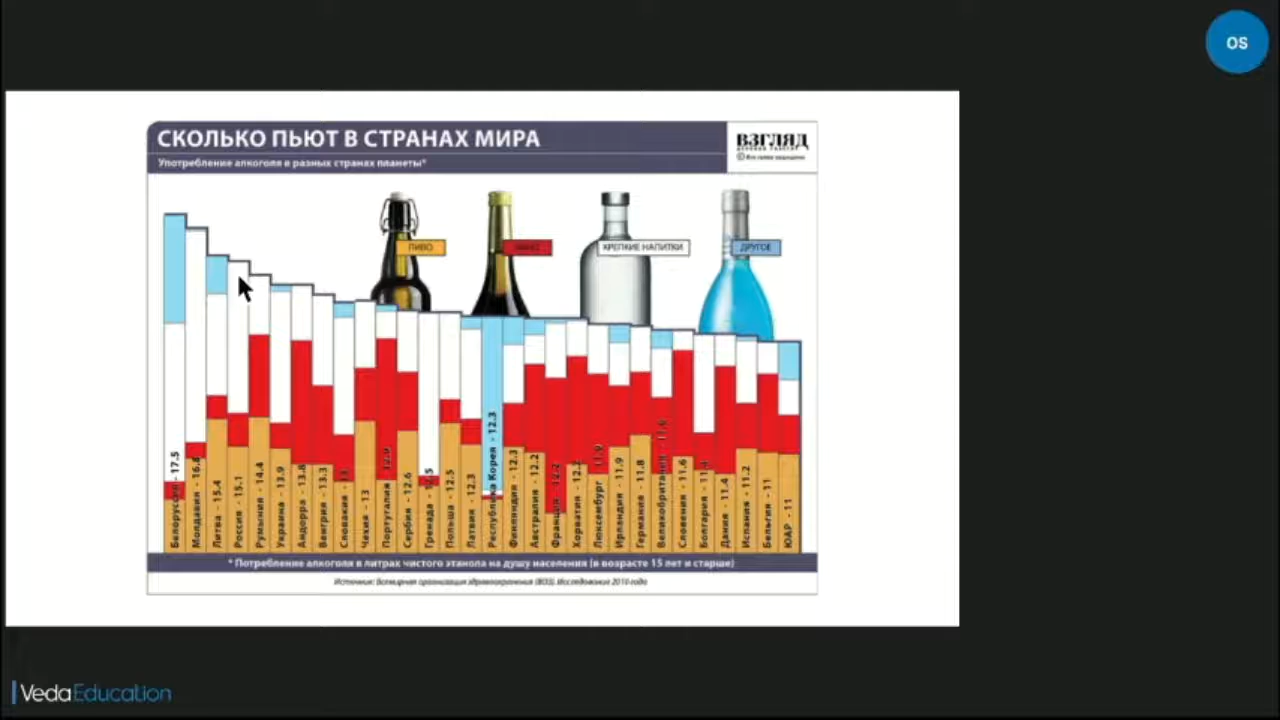 OS
СКОЛЬКО ПЬЮТ В СТРАНАХ МИРА
Употребление алкоголя в разных странах планеты*
ВЗГЛЯД
ПИВО
КРЕПКИЕ НАПИТКИ
ДРУГОЕ
Белоруссия - 17.5
Молдавия - 16.8
Литва - 15.4
Россия - 15.1
Румыния - 14.4
Украина - 13.9
Андорра - 13.8
Венгрия - 13.3
Словакия - 13
Чехия - 13
Португалия - 12.9
Сербия - 12.6
Гренада - 12.5
Польша - 12.5
Латвия - 12.3
Республика Корея - 12.3
Финляндия - 12.3
Австралия - 12.2
Франция - 12.2
Хорватия - 12.2
Люксембург - 11.9
Ирландия - 11.9
Германия - 11.8
Великобритания - 11.6
Словения - 11.6
Болгария - 11.4
Дания - 11.4
Испания - 11.2
Бельгия - 11
ЮАР - 11
* Потребление алкоголя в литрах чистого этанола на душу населения (в возрасте 15 лет и старше)
Источник: Всемирная организация здравоохранения (ВОЗ). Исследование 2010 года
VedaEducation